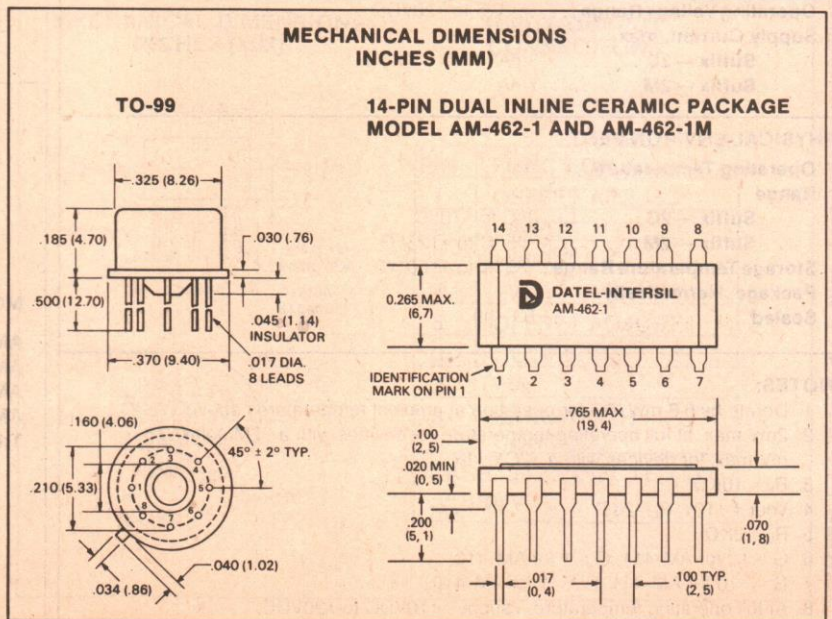 MECHANICAL DIMENSIONS
INCHES (MM)
TO-99
14-PIN DUAL INLINE CERAMIC PACKAGE
MODEL AM-462-1 AND AM-462-1M
.325 (8.26)
.185 (4.70)
.030 (.76)
.500 (12.70)
.045 (1.14)
INSULATOR
.370 (9.40)
.017 DIA.
8 LEADS
.160 (4.06)
45° ± 2° TYP.
.210 (5.33)
2 3 5 6 7 8
.040 (1.02)
.034 (.86)
14 13 12 11 10 9 8
0.265 MAX.
(6,7)
DATEL-INTERSIL
AM-462-1
IDENTIFICATION
MARK ON PIN 1
1 2 3 4 5 6 7
.765 MAX
(19, 4)
.100
(2, 5)
.020 MIN
(0, 5)
.200
(5, 1)
.070
(1, 8)
.017
(0, 4)
.100 TYP.
(2, 5)